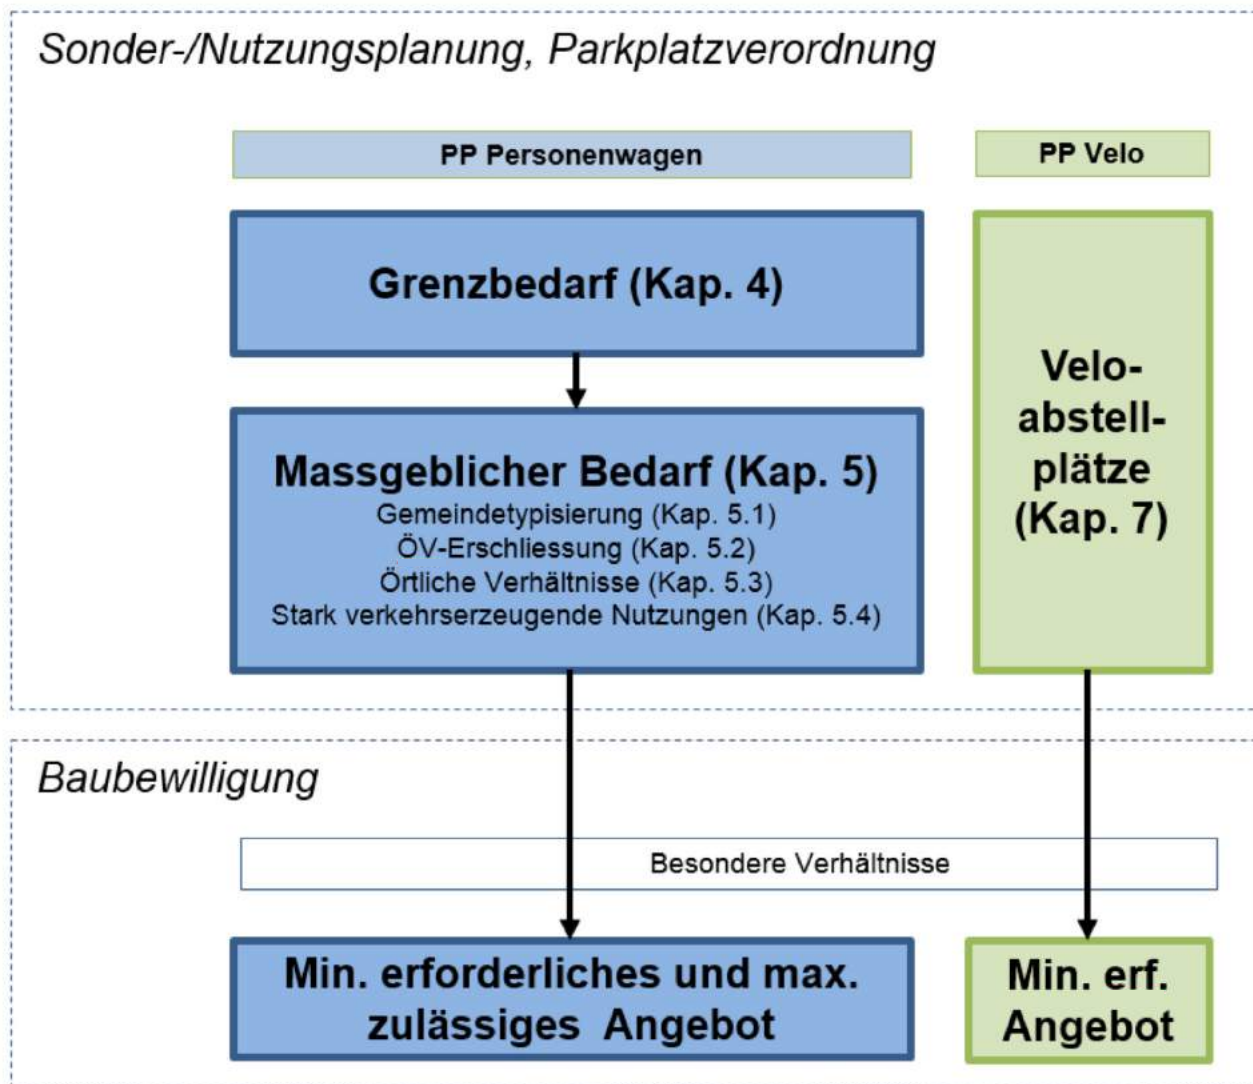 Sonder-/Nutzungsplanung, Parkplatzverordnung
PP Personenwagen
PP Velo
Grenzbedarf (Kap. 4)
Massgeblicher Bedarf (Kap. 5)
Gemeindetypisierung (Kap. 5.1)
ÖV-Erschliessung (Kap. 5.2)
Örtliche Verhältnisse (Kap. 5.3)
Stark verkehrserzeugende Nutzungen (Kap. 5.4)
Velo-
abstell-
plätze
(Kap. 7)
Baubewilligung
Besondere Verhältnisse
Min. erforderliches und max.
zulässiges Angebot
Min. erf.
Angebot